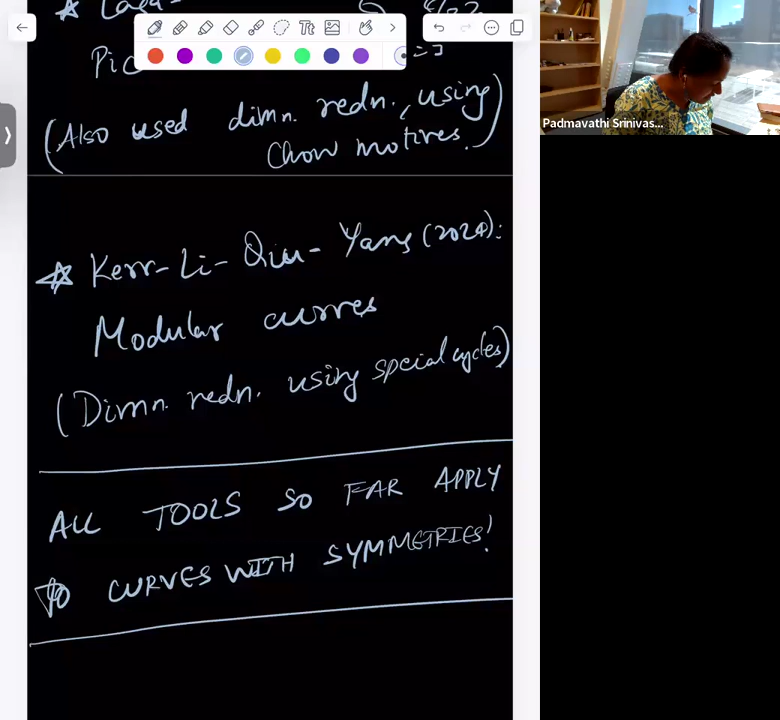 Pic
(Also used dimn. redn., using
Chow motives.)
* Kerr-Li-Qiu-Yang (2024):
Modular curves
(Dimn. redn. using special cycles)
ALL TOOLS SO FAR APPLY
TO CURVES WITH SYMMETRIES!
Tt
Padmavathi Srinivas...